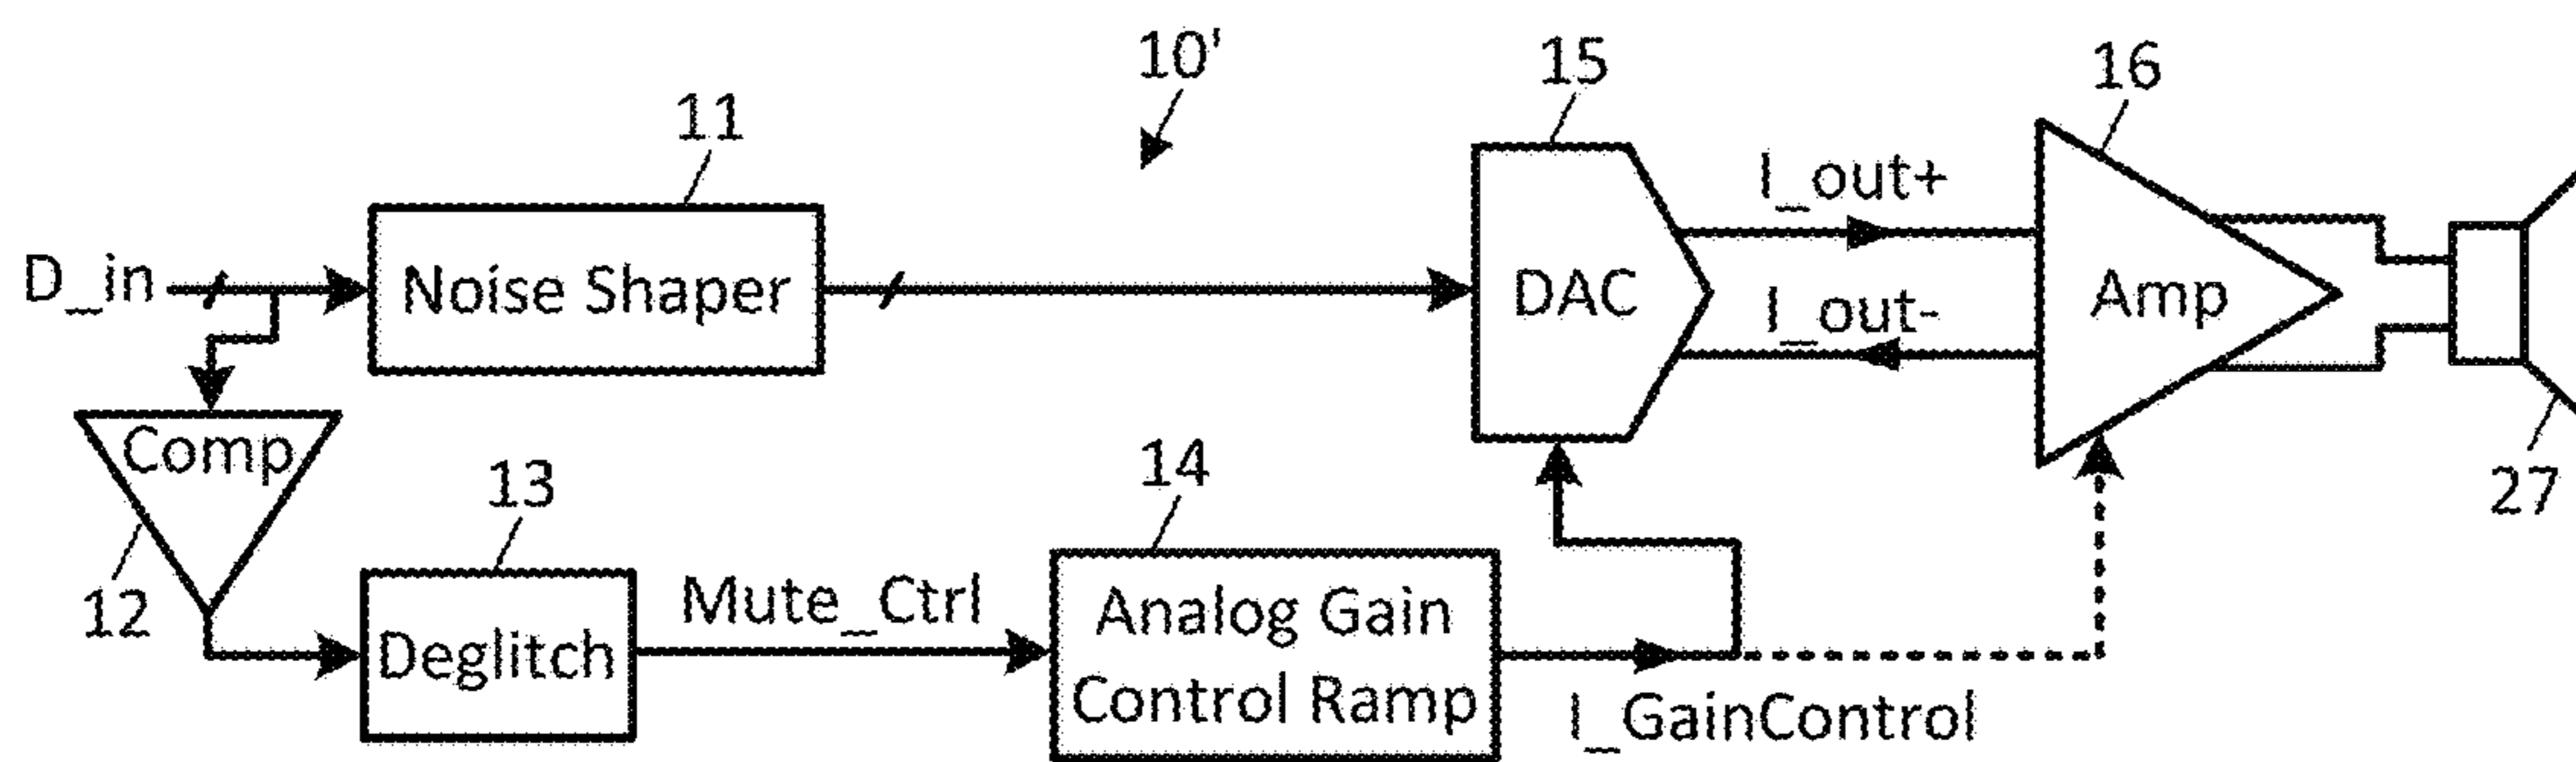 10'
15
16
11
I_out+
D_in
Noise Shaper
DAC
I_out-
Amp
Comp
13
14
27
12
Deglitch
Mute_Ctrl
Analog Gain
Control Ramp
I_GainControl